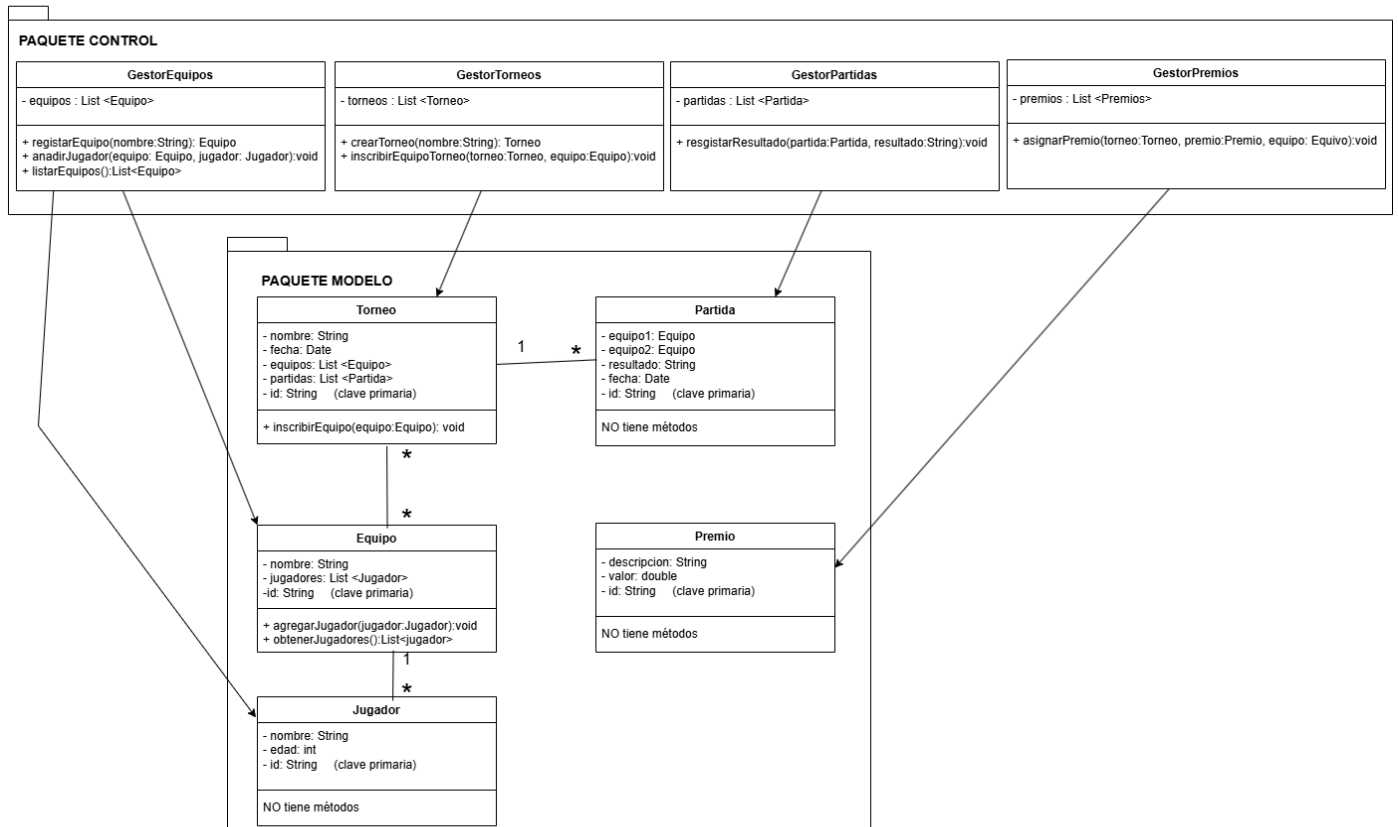 PAQUETE CONTROL
GestorEquipos
- equipos : List <Equipo>
+ registarEquipo(nombre:String): Equipo
+ anadirJugador(equipo: Equipo, jugador: Jugador):void
+ listarEquipos():List<Equipo>
GestorTorneos
- torneos : List <Torneo>
+ crearTorneo(nombre:String): Torneo
+ inscribirEquipoTorneo(torneo:Torneo, equipo:Equipo):void
GestorPartidas
- partidas : List <Partida>
+ resgistarResultado(partida:Partida, resultado:String):void
GestorPremios
- premios : List <Premios>
+ asignarPremio(torneo:Torneo, premio:Premio, equipo: Equivo):void
PAQUETE MODELO
Torneo
- nombre: String
- fecha: Date
- equipos: List <Equipo>
- partidas: List <Partida>
- id: String (clave primaria)
+ inscribirEquipo(equipo:Equipo): void
1
*
Partida
- equipo1: Equipo
- equipo2: Equipo
- resultado: String
- fecha: Date
- id: String (clave primaria)
NO tiene métodos
*
*
Equipo
- nombre: String
- jugadores: List <Jugador>
-id: String (clave primaria)
+ agregarJugador(jugador:Jugador):void
+ obtenerJugadores():List<jugador>
Premio
- descripcion: String
- valor: double
- id: String (clave primaria)
NO tiene métodos
1
*
Jugador
- nombre: String
- edad: int
- id: String (clave primaria)
NO tiene métodos